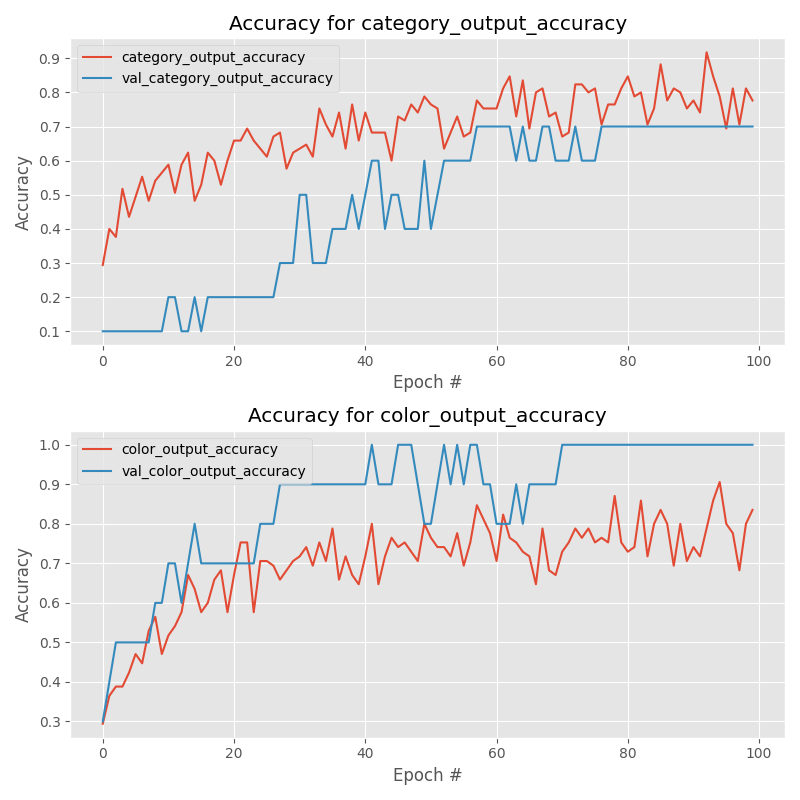 Accuracy for category_output_accuracy
category_output_accuracy
val_category_output_accuracy
0.9
0.8
0.7
0.6
0.5
0.4
0.3
0.2
0.1
Accuracy
0 20 40 60 80 100
Epoch #
Accuracy for color_output_accuracy
color_output_accuracy
val_color_output_accuracy
1.0
0.9
0.8
0.7
0.6
0.5
0.4
0.3
Accuracy
0 20 40 60 80 100
Epoch #